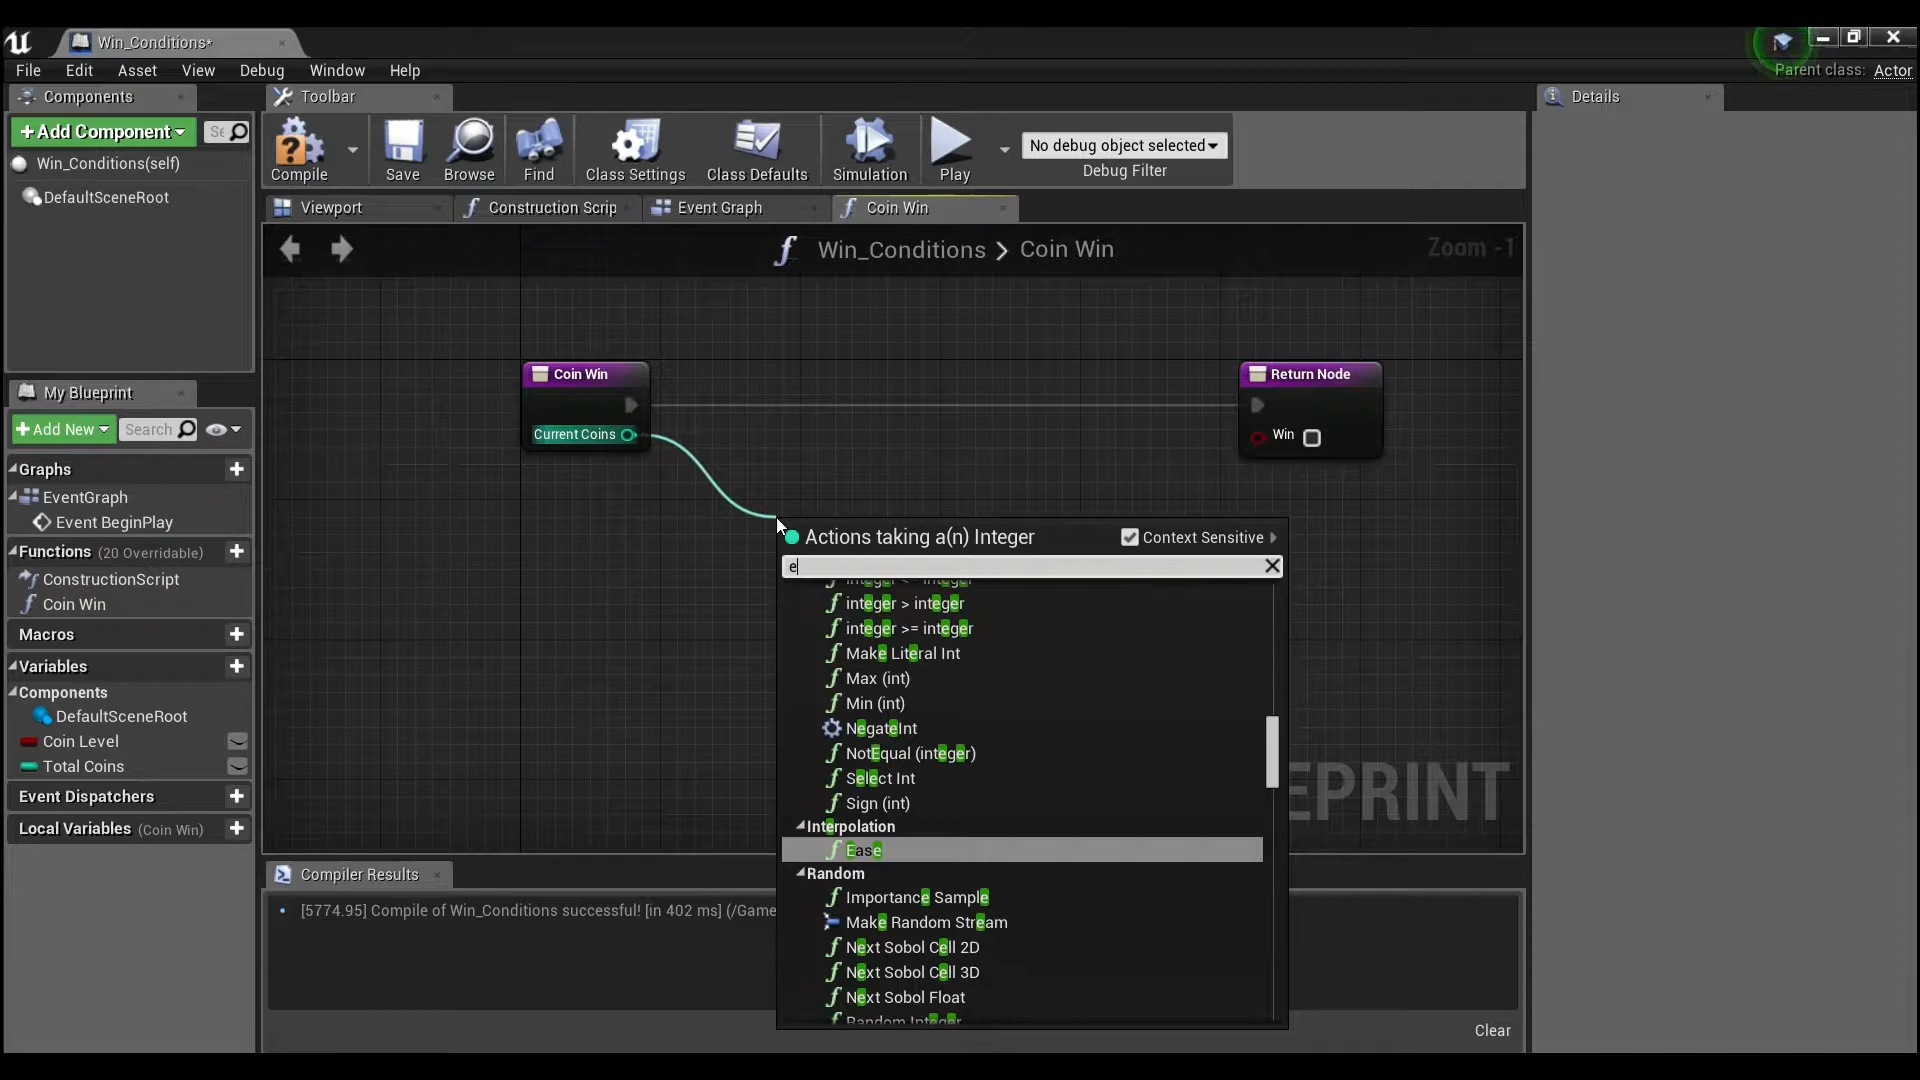 Win_Conditions*
File Edit Asset View Debug Window Help
Parent class: Actor
Components
Toolbar
Details
+Add Component
Se
Win_Conditions(self)
DefaultSceneRoot
Compile Save Browse Find Class Settings Class Defaults Simulation Play
No debug object selected
Debug Filter
Viewport
Construction Scrip
Event Graph
Coin Win
Win_Conditions > Coin Win
Zoom -1
Coin Win
Current Coins
Return Node
Win
My Blueprint
+Add New
Search
Graphs
EventGraph
Event BeginPlay
Functions (20 Overridable)
ConstructionScript
Coin Win
Macros
Variables
Components
DefaultSceneRoot
Coin Level
Total Coins
Event Dispatchers
Local Variables (Coin Win)
Actions taking a(n) Integer
Context Sensitive
e
integer > integer
integer >= integer
Make Literal Int
Max (int)
Min (int)
NegateInt
NotEqual (integer)
Select Int
Sign (int)
Interpolation
Ease
Random
Importance Sample
Make Random Stream
Next Sobol Cell 2D
Next Sobol Cell 3D
Next Sobol Float
Random Integer
EPRINT
Compiler Results
[5774.95] Compile of Win_Conditions successful! [in 402 ms] (/Game
Clear